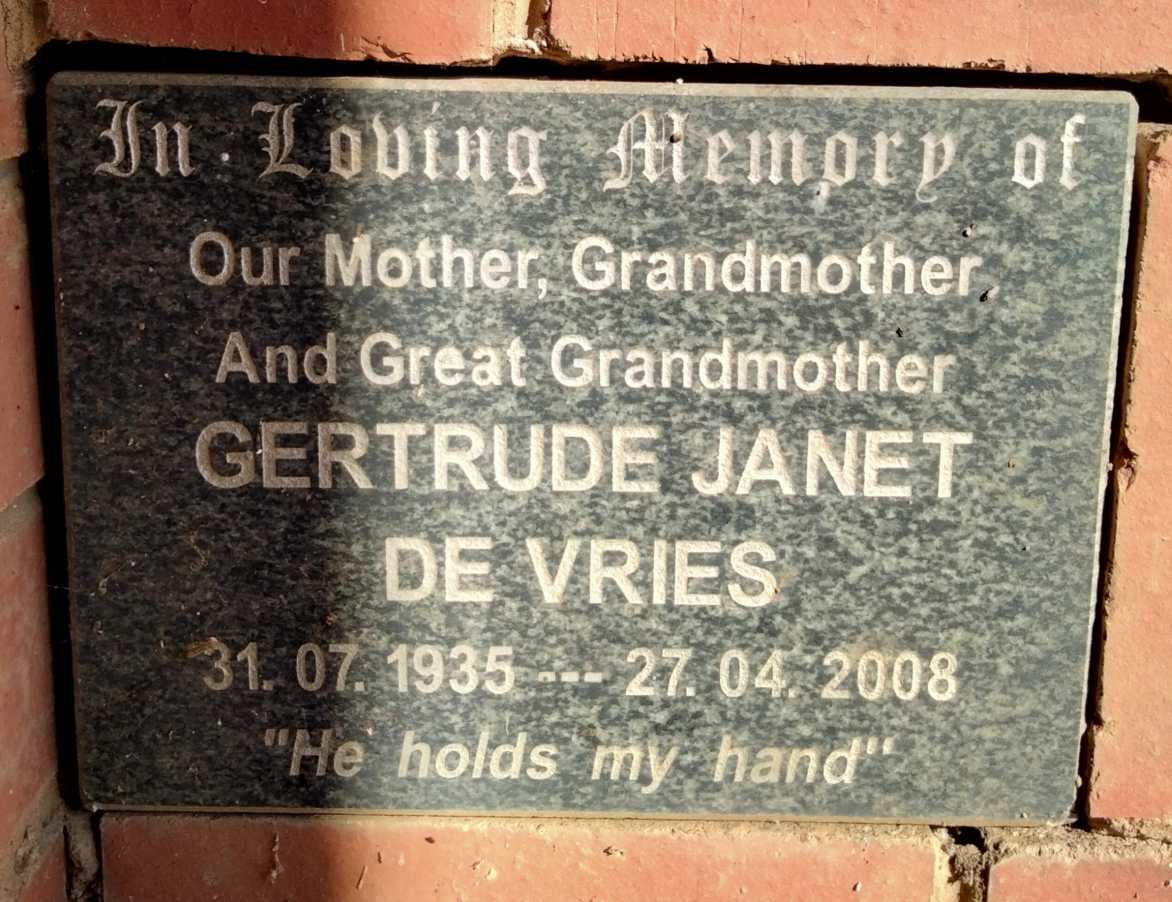 In Loving Memory of
Our Mother, Grandmother,
And Great Grandmother
GERTRUDE JANET
DE VRIES
31. 07. 1935 --- 27. 04. 2008
"He holds my hand"